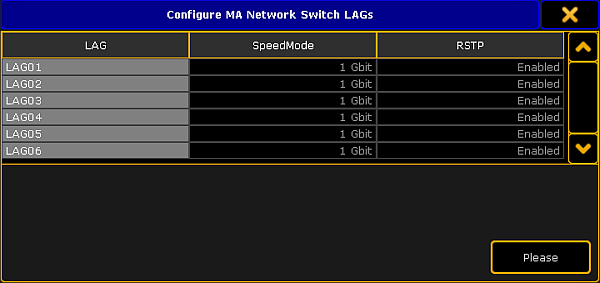 Configure MA Network Switch LAGs
LAG SpeedMode RSTP
LAG01 1 Gbit Enabled
LAG02 1 Gbit Enabled
LAG03 1 Gbit Enabled
LAG04 1 Gbit Enabled
LAG05 1 Gbit Enabled
LAG06 1 Gbit Enabled
Please